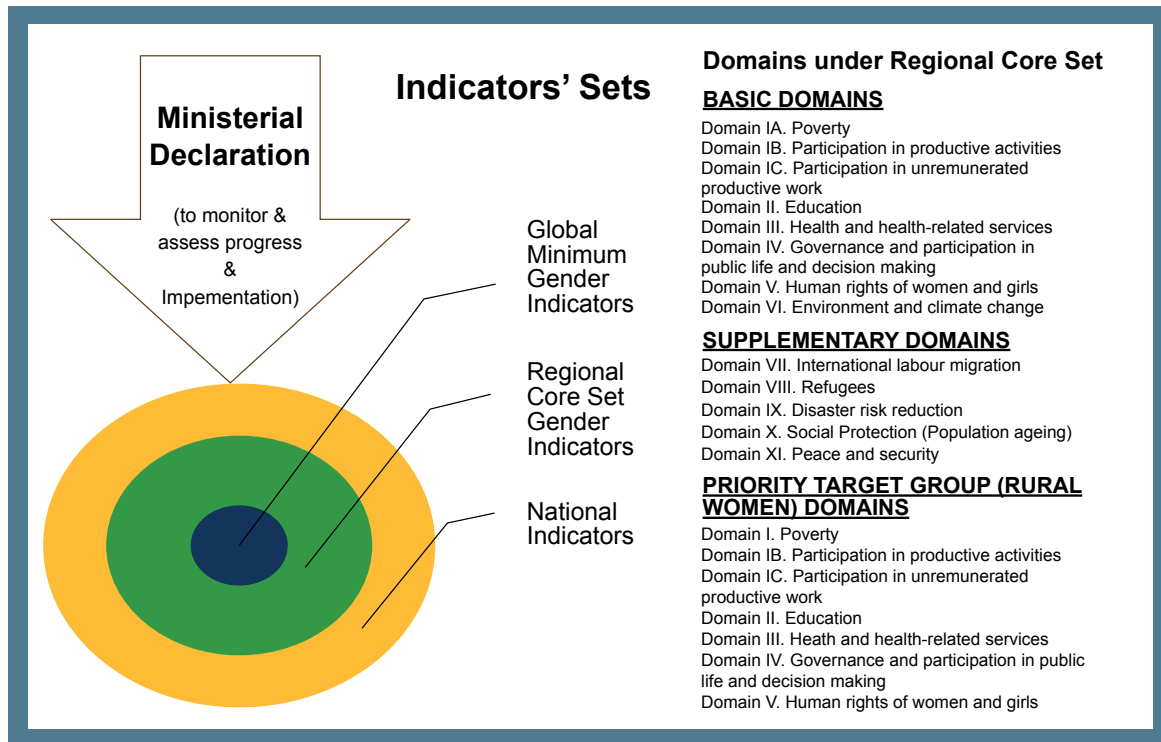 Ministerial
Declaration
(to monitor &
assess progress
&
Impementation)
Indicators’ Sets
Global
Minimum
Gender
Indicators
Regional
Core Set
Gender
Indicators
National
Indicators
Domains under Regional Core Set
BASIC DOMAINS
Domain IA. Poverty
Domain IB. Participation in productive activities
Domain IC. Participation in unremunerated
productive work
Domain II. Education
Domain III. Health and health-related services
Domain IV. Governance and participation in
public life and decision making
Domain V. Human rights of women and girls
Domain VI. Environment and climate change
SUPPLEMENTARY DOMAINS
Domain VII. International labour migration
Domain VIII. Refugees
Domain IX. Disaster risk reduction
Domain X. Social Protection (Population ageing)
Domain XI. Peace and security
PRIORITY TARGET GROUP (RURAL
WOMEN) DOMAINS
Domain I. Poverty
Domain IB. Participation in productive activities
Domain IC. Participation in unremunerated
productive work
Domain II. Education
Domain III. Heath and health-related services
Domain IV. Governance and participation in public
life and decision making
Domain V. Human rights of women and girls